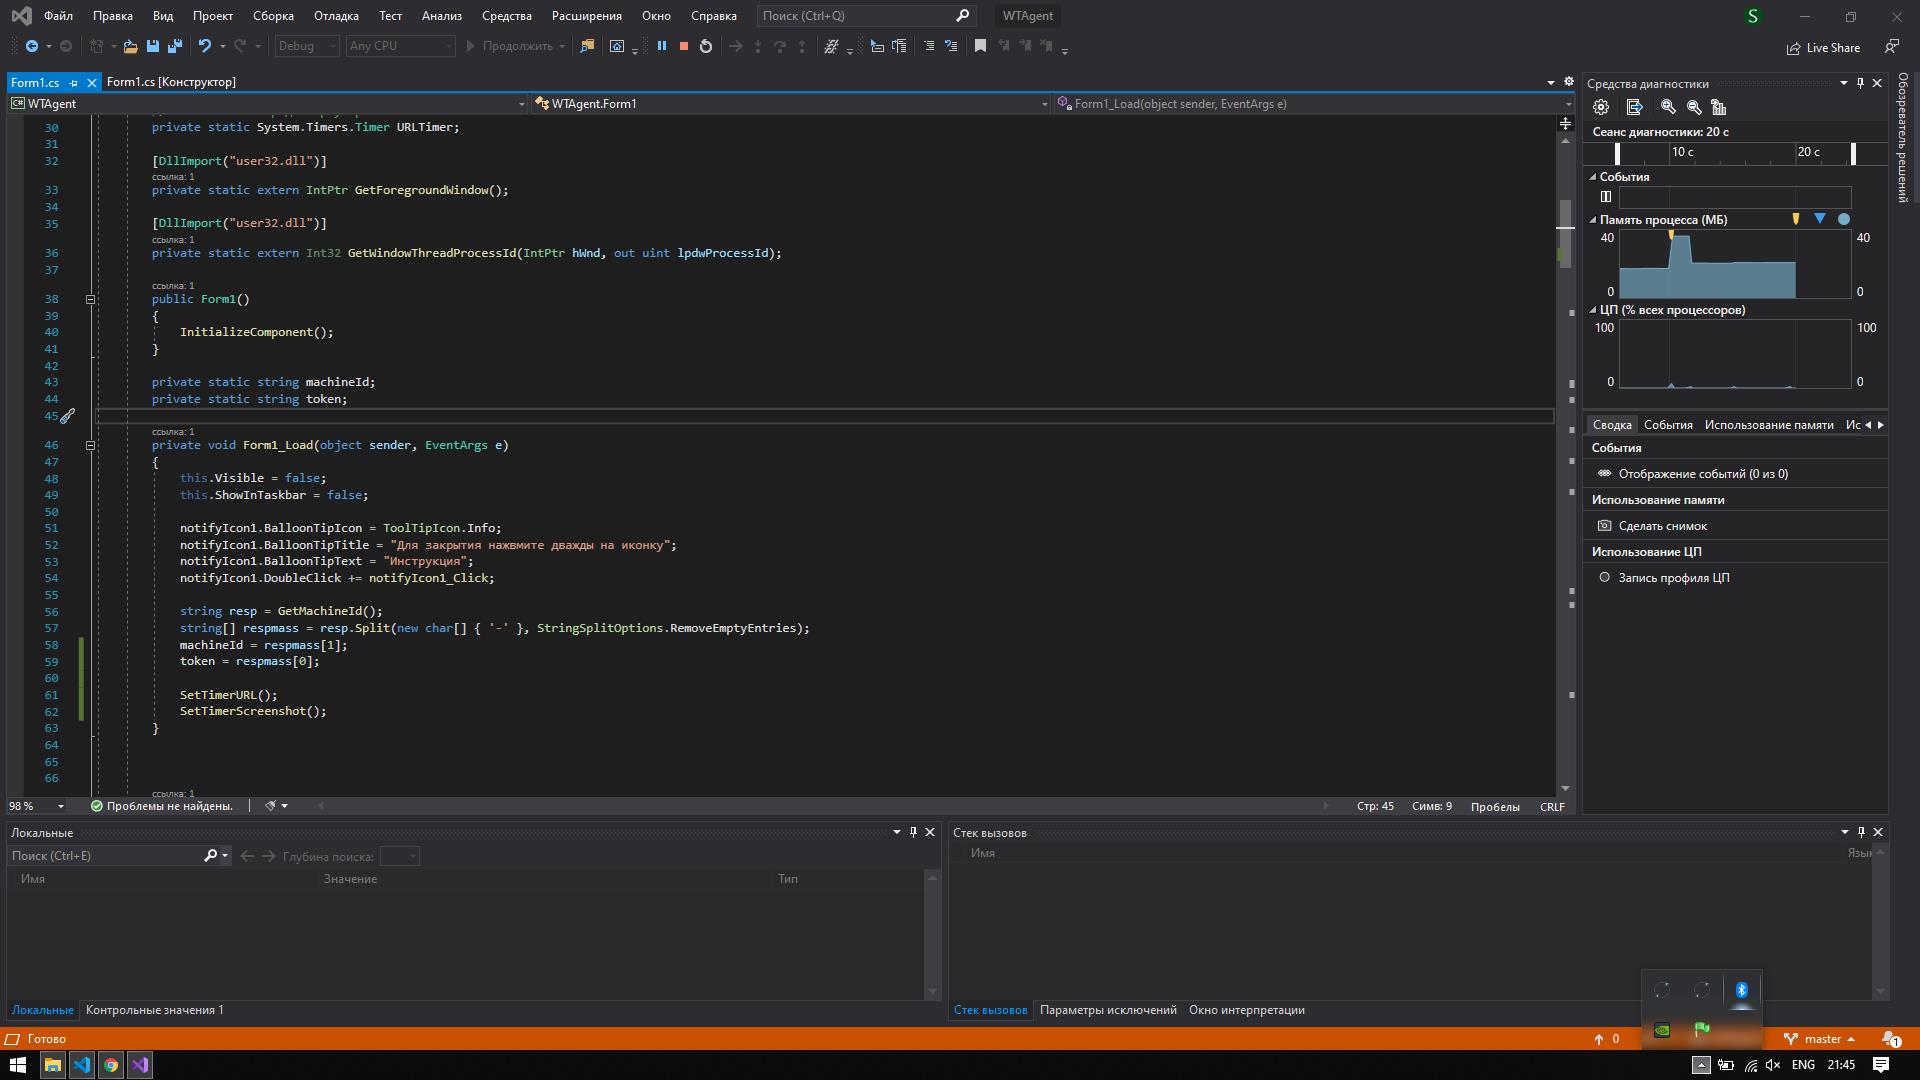 Файл Правка Вид Проект Сборка Отладка Тест Анализ Средства Расширения Окно Справка Поиск (Ctrl+Q) WTAgent S
Debug Any CPU Продолжить Live Share
Form1.cs Form1.cs [Конструктор]
C# WTAgent WTAgent.Form1 Form1_Load(object sender, EventArgs e)
30 private static System.Timers.Timer URLTimer;
31
32 [DllImport("user32.dll")]
ссылка: 1
33 private static extern IntPtr GetForegroundWindow();
34
35 [DllImport("user32.dll")]
ссылка: 1
36 private static extern Int32 GetWindowThreadProcessId(IntPtr hWnd, out uint lpdwProcessId);
37
ссылка: 1
38 public Form1()
39 {
40 InitializeComponent();
41 }
42
43 private static string machineId;
44 private static string token;
45
ссылка: 1
46 private void Form1_Load(object sender, EventArgs e)
47 {
48 this.Visible = false;
49 this.ShowInTaskbar = false;
50
51 notifyIcon1.BalloonTipIcon = ToolTipIcon.Info;
52 notifyIcon1.BalloonTipTitle = "Для закрытия нажвмите дважды на иконку";
53 notifyIcon1.BalloonTipText = "Инструкция";
54 notifyIcon1.DoubleClick += notifyIcon1_Click;
55
56 string resp = GetMachineId();
57 string[] respmass = resp.Split(new char[] { '-' }, StringSplitOptions.RemoveEmptyEntries);
58 machineId = respmass[1];
59 token = respmass[0];
60
61 SetTimerURL();
62 SetTimerScreenshot();
63 }
64
65
66
ссылка: 1
98 % Проблемы не найдены. Стр: 45 Симв: 9 Пробелы CRLF
Средства диагностики
Сеанс диагностики: 20 с
10 с 20 с
События
Память процесса (МБ)
40 40
0 0
ЦП (% всех процессоров)
100 100
0 0
Сводка События Использование памяти Ис
События
Отображение событий (0 из 0)
Использование памяти
Сделать снимок
Использование ЦП
Запись профиля ЦП
Обозреватель решений
Локальные
Поиск (Ctrl+E) Глубина поиска:
Имя Значение Тип
Локальные Контрольные значения 1
Стек вызовов
Имя Язык
Стек вызовов Параметры исключений Окно интерпретации
Готово 0 master 1
ENG 21:45